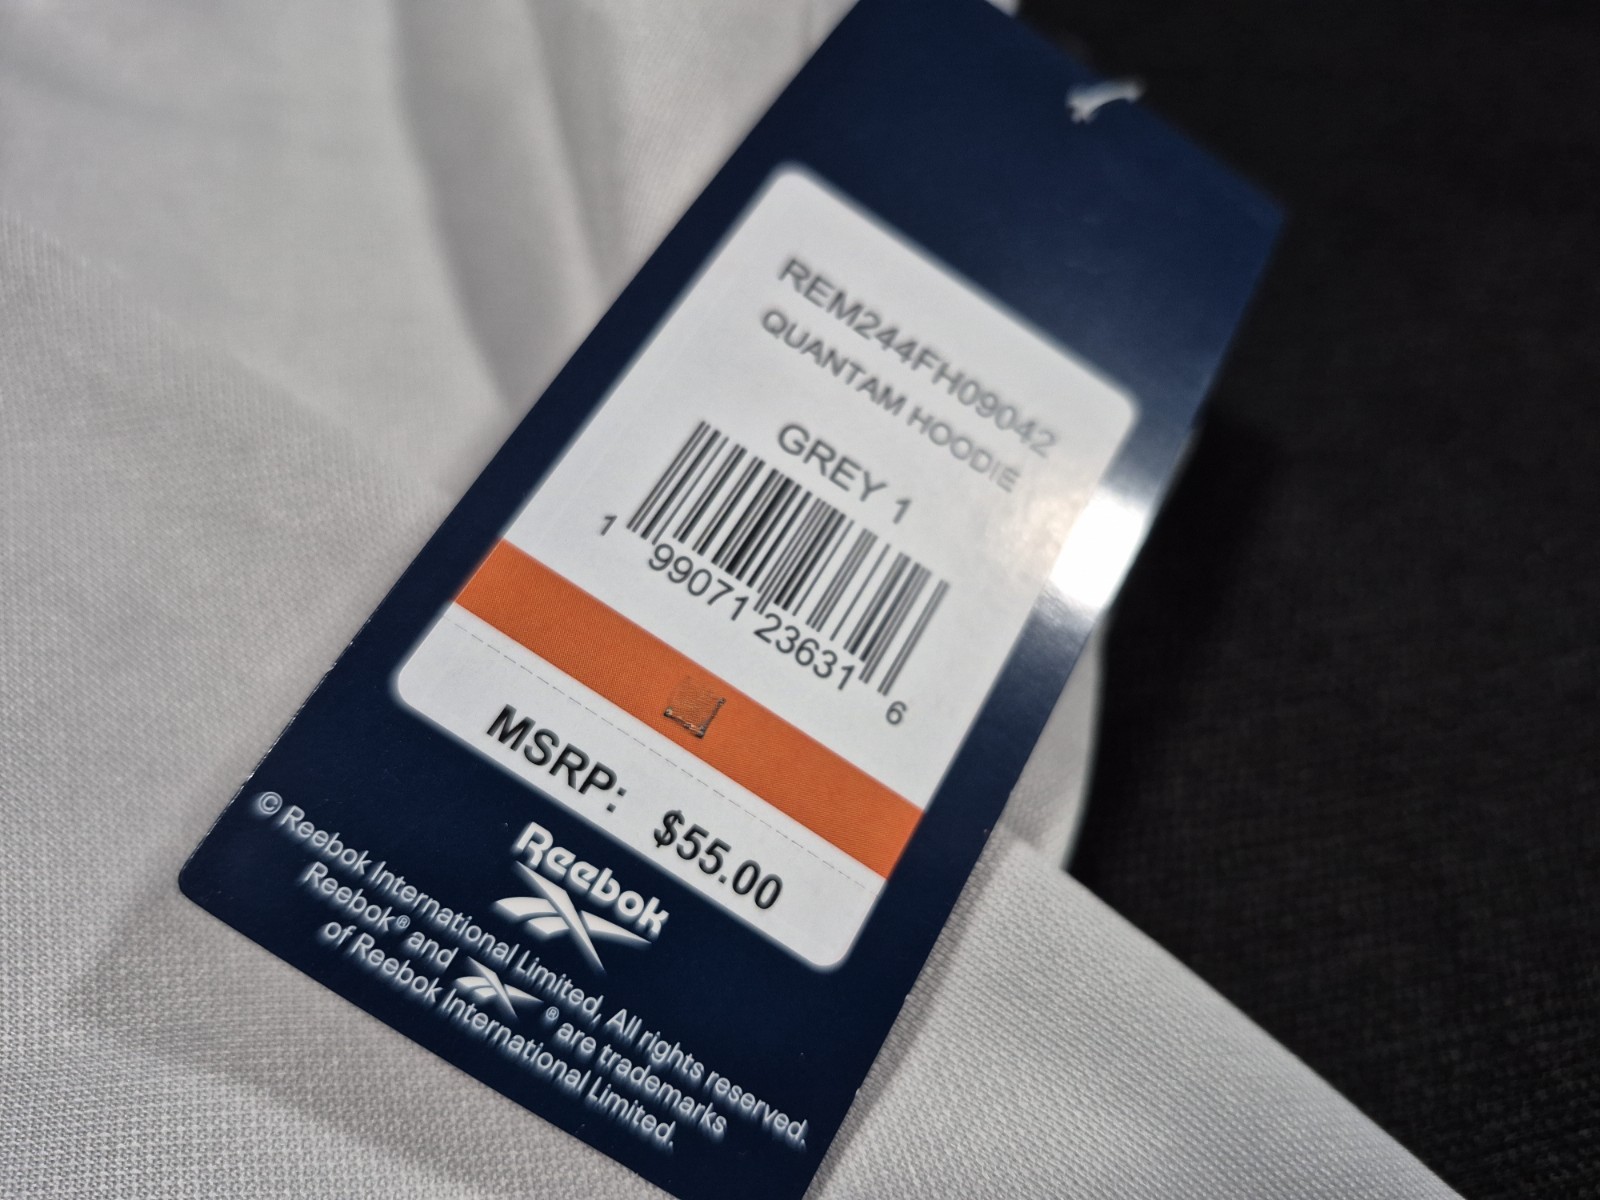 REM244FH09042
QUANTAM HOODIE
GREY 1
1 99071 23631 6
MSRP: $55.00
Reebok
© Reebok International Limited, All rights reserved.
Reebok® and ® are trademarks
of Reebok International Limited.